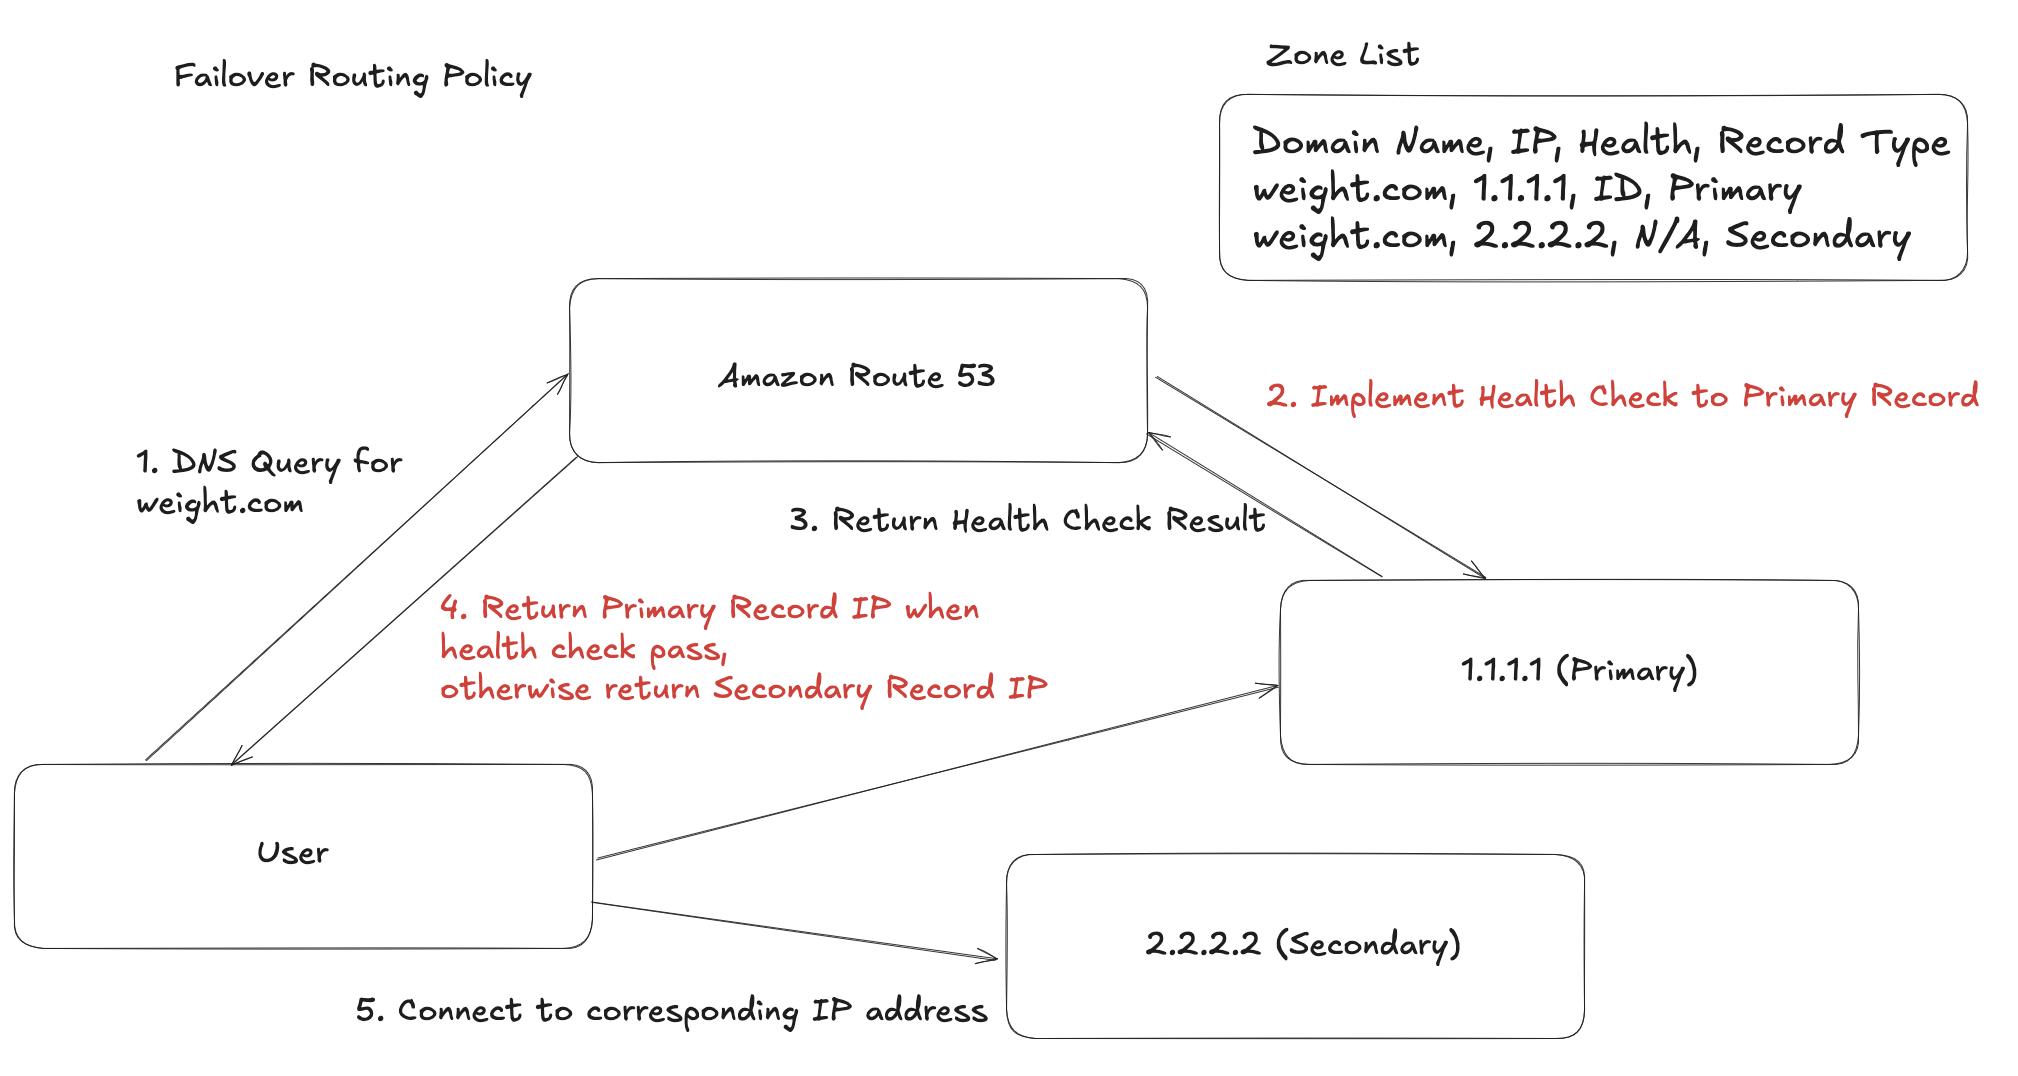 Failover Routing Policy
Zone List
Domain Name, IP, Health, Record Type
weight.com, 1.1.1.1, ID, Primary
weight.com, 2.2.2.2, N/A, Secondary
Amazon Route 53
2. Implement Health Check to Primary Record
1. DNS Query for
weight.com
3. Return Health Check Result
4. Return Primary Record IP when
health check pass,
otherwise return Secondary Record IP
1.1.1.1 (Primary)
User
2.2.2.2 (Secondary)
5. Connect to corresponding IP address